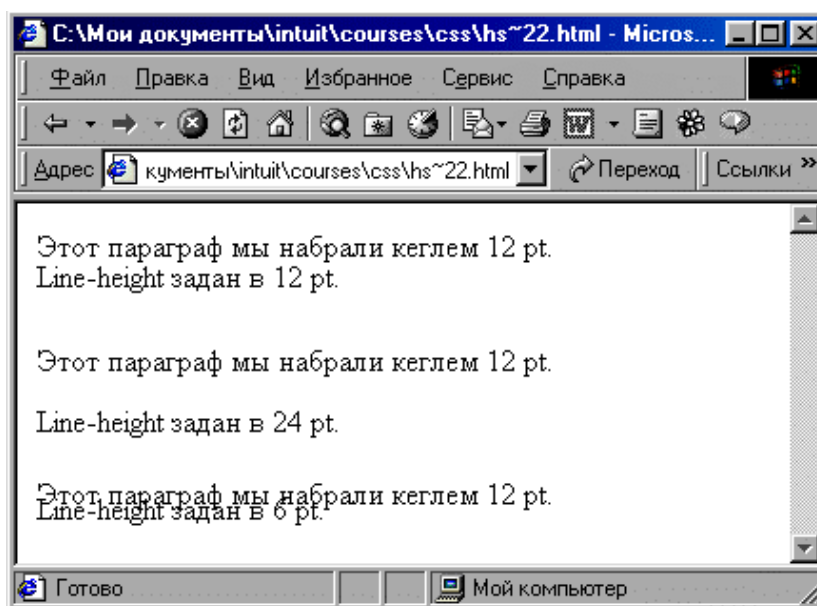 C:\Мои документы\intuit\courses\css\hs~22.html - Micros...
Файл Правка Вид Избранное Сервис Справка
Адрес кументы\intuit\courses\css\hs~22.html Переход Ссылки »
Этот параграф мы набрали кеглем 12 pt.
Line-height задан в 12 pt.
Этот параграф мы набрали кеглем 12 pt.
Line-height задан в 24 pt.
Этот параграф мы набрали кеглем 12 pt.
Line-height задан в 6 pt.
Готово Мой компьютер